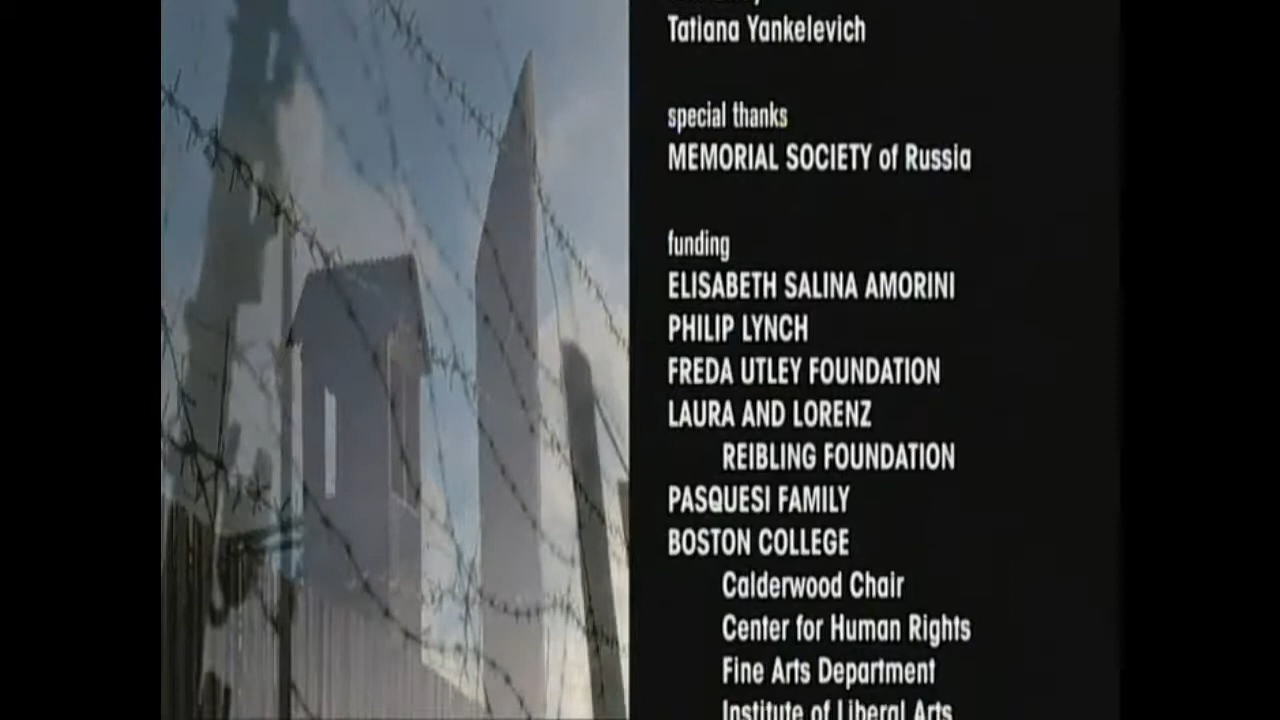 Tatiana Yankelevich
special thanks
MEMORIAL SOCIETY of Russia
funding
ELISABETH SALINA AMORINI
PHILIP LYNCH
FREDA UTLEY FOUNDATION
LAURA AND LORENZ
REIBLING FOUNDATION
PASQUESI FAMILY
BOSTON COLLEGE
Calderwood Chair
Center for Human Rights
Fine Arts Department
Institute of Liberal Arts